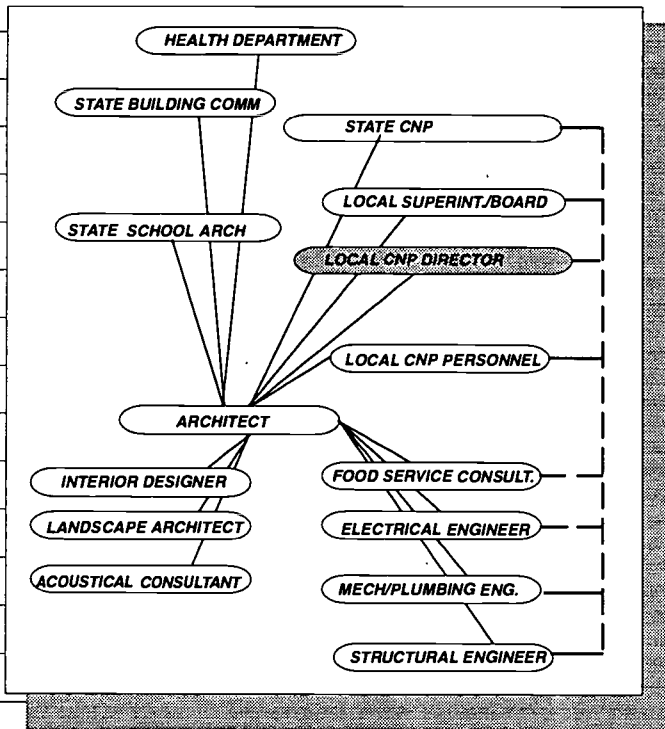 HEALTH DEPARTMENT
STATE BUILDING COMM
STATE CNP
LOCAL SUPERINT./BOARD
STATE SCHOOL ARCH
LOCAL CNP DIRECTOR
LOCAL CNP PERSONNEL
ARCHITECT
INTERIOR DESIGNER
FOOD SERVICE CONSULT.
LANDSCAPE ARCHITECT
ELECTRICAL ENGINEER
ACOUSTICAL CONSULTANT
MECH/PLUMBING ENG.
STRUCTURAL ENGINEER